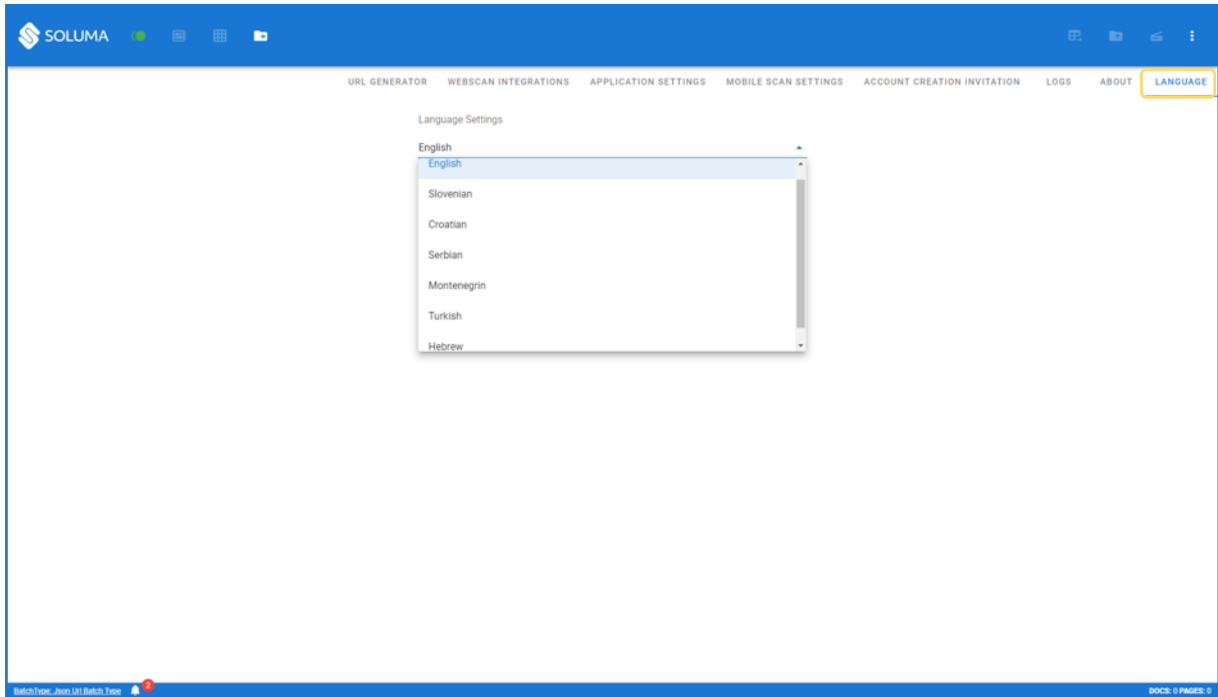 SOLUMA
URL GENERATOR WEBSCAN INTEGRATIONS APPLICATION SETTINGS MOBILE SCAN SETTINGS ACCOUNT CREATION INVITATION LOGS ABOUT LANGUAGE
Language Settings
English
English
Slovenian
Croatian
Serbian
Montenegrin
Turkish
Hebrew
BatchType: Json Url Batch Type 2 DOCS: 0 PAGES: 0